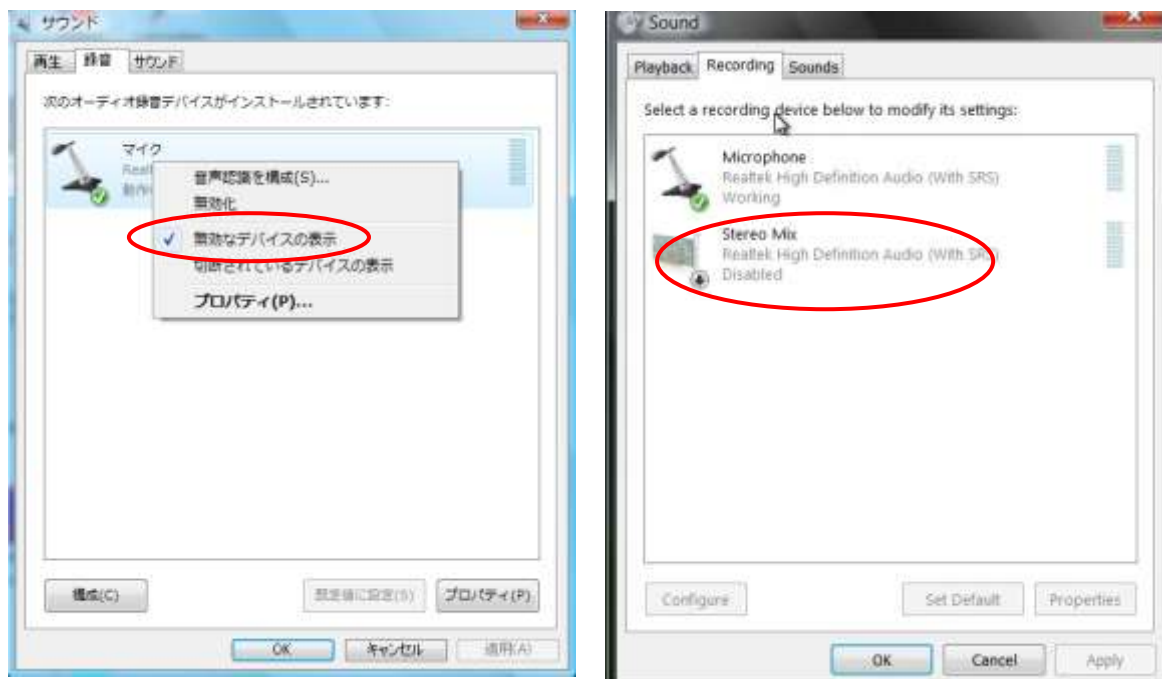 サウンド
再生 録音 サウンド
次のオーディオ録音デバイスがインストールされています:
マイク
音声認識を構成(S)...
無効化
無効なデバイスの表示
切断されているデバイスの表示
プロパティ(P)...
構成(C) 既定値に設定(S) プロパティ(P)
OK キャンセル 適用(A)
Sound
Playback Recording Sounds
Select a recording device below to modify its settings:
Microphone
Realtek High Definition Audio (With SRS)
Working
Stereo Mix
Realtek High Definition Audio (With SRS)
Disabled
Configure Set Default Properties
OK Cancel Apply